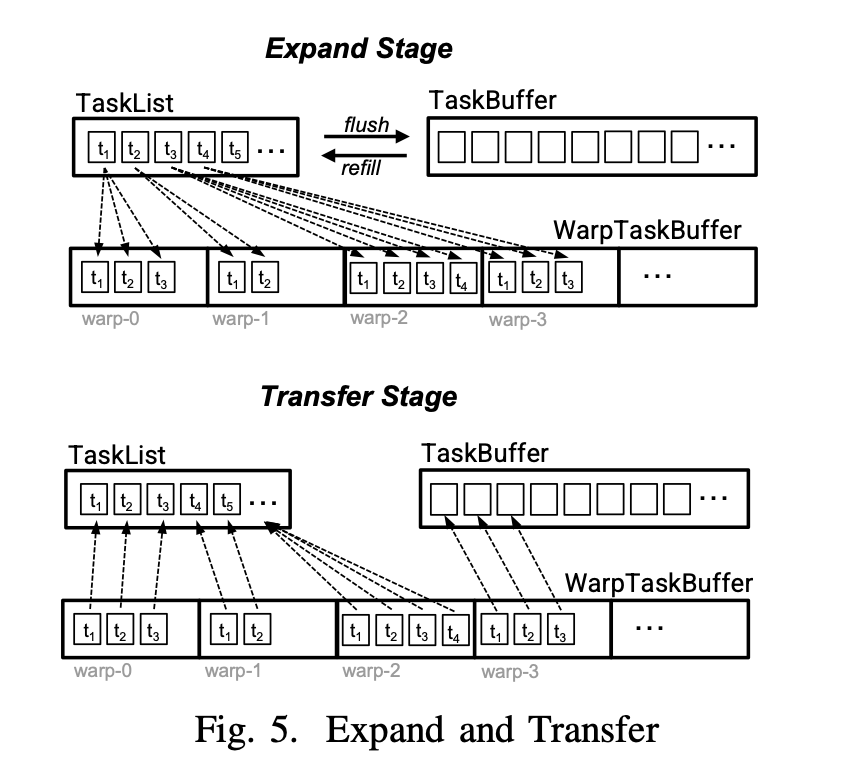 Expand Stage
TaskList
TaskBuffer
t1 t2 t3 t4 t5 ...
flush
refill
...
WarpTaskBuffer
t1 t2 t3 t1 t2 t1 t2 t3 t4 t1 t2 t3 ...
warp-0 warp-1 warp-2 warp-3
Transfer Stage
TaskList
TaskBuffer
t1 t2 t3 t4 t5 ...
...
WarpTaskBuffer
t1 t2 t3 t1 t2 t1 t2 t3 t4 t1 t2 t3 ...
warp-0 warp-1 warp-2 warp-3
Fig. 5. Expand and Transfer